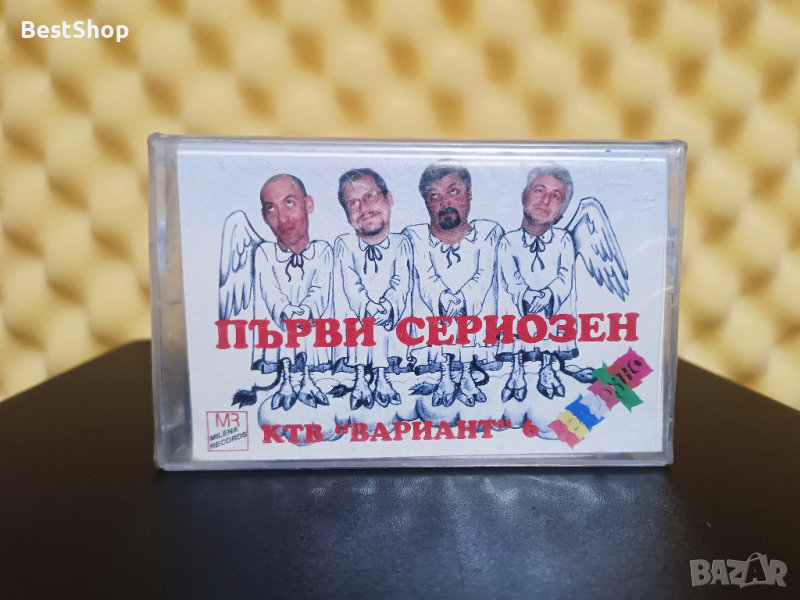 BestShop
ПЪРВИ СЕРИОЗЕН
MR
MILENA
RECORDS
КТВ "ВАРИАНТ" 6
BAZAR